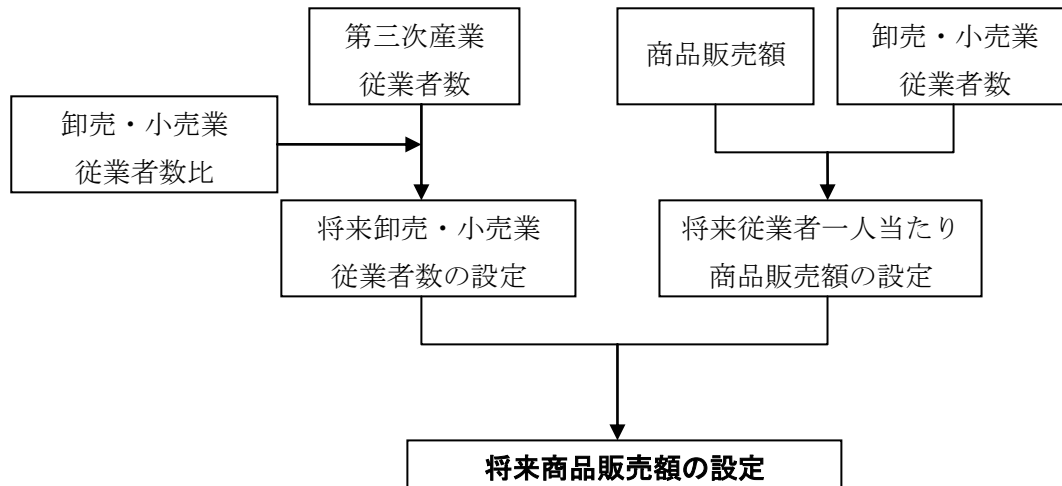 第三次産業
従業者数
商品販売額
卸売・小売業
従業者数
卸売・小売業
従業者数比
将来卸売・小売業
従業者数の設定
将来従業者一人当たり
商品販売額の設定
将来商品販売額の設定